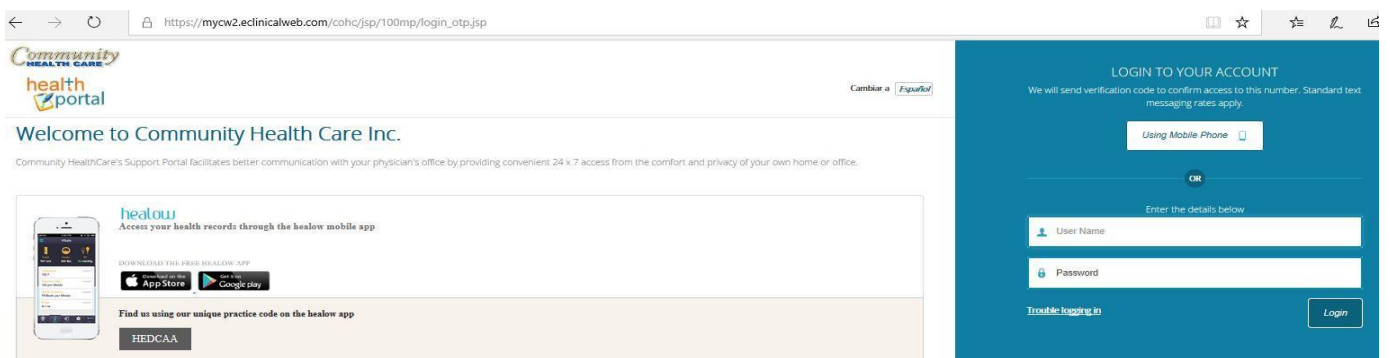 https://mycw2.eclinicalweb.com/cohc/jsp/100mp/login_otp.jsp
Community
HEALTH CARE
health
portal
Cambiar a Español
Welcome to Community Health Care Inc.
Community HealthCare's Support Portal facilitates better communication with your physician's office by providing convenient 24 x 7 access from the comfort and privacy of your own home or office.
healow
Access your health records through the healow mobile app
DOWNLOAD THE FREE HEALOW APP
Download on the
App Store
Get it on
Google play
Find us using our unique practice code on the healow app
HEDCAA
LOGIN TO YOUR ACCOUNT
We will send verification code to confirm access to this number. Standard text
messaging rates apply.
Using Mobile Phone
OR
Enter the details below
User Name
Password
Trouble logging in
Login